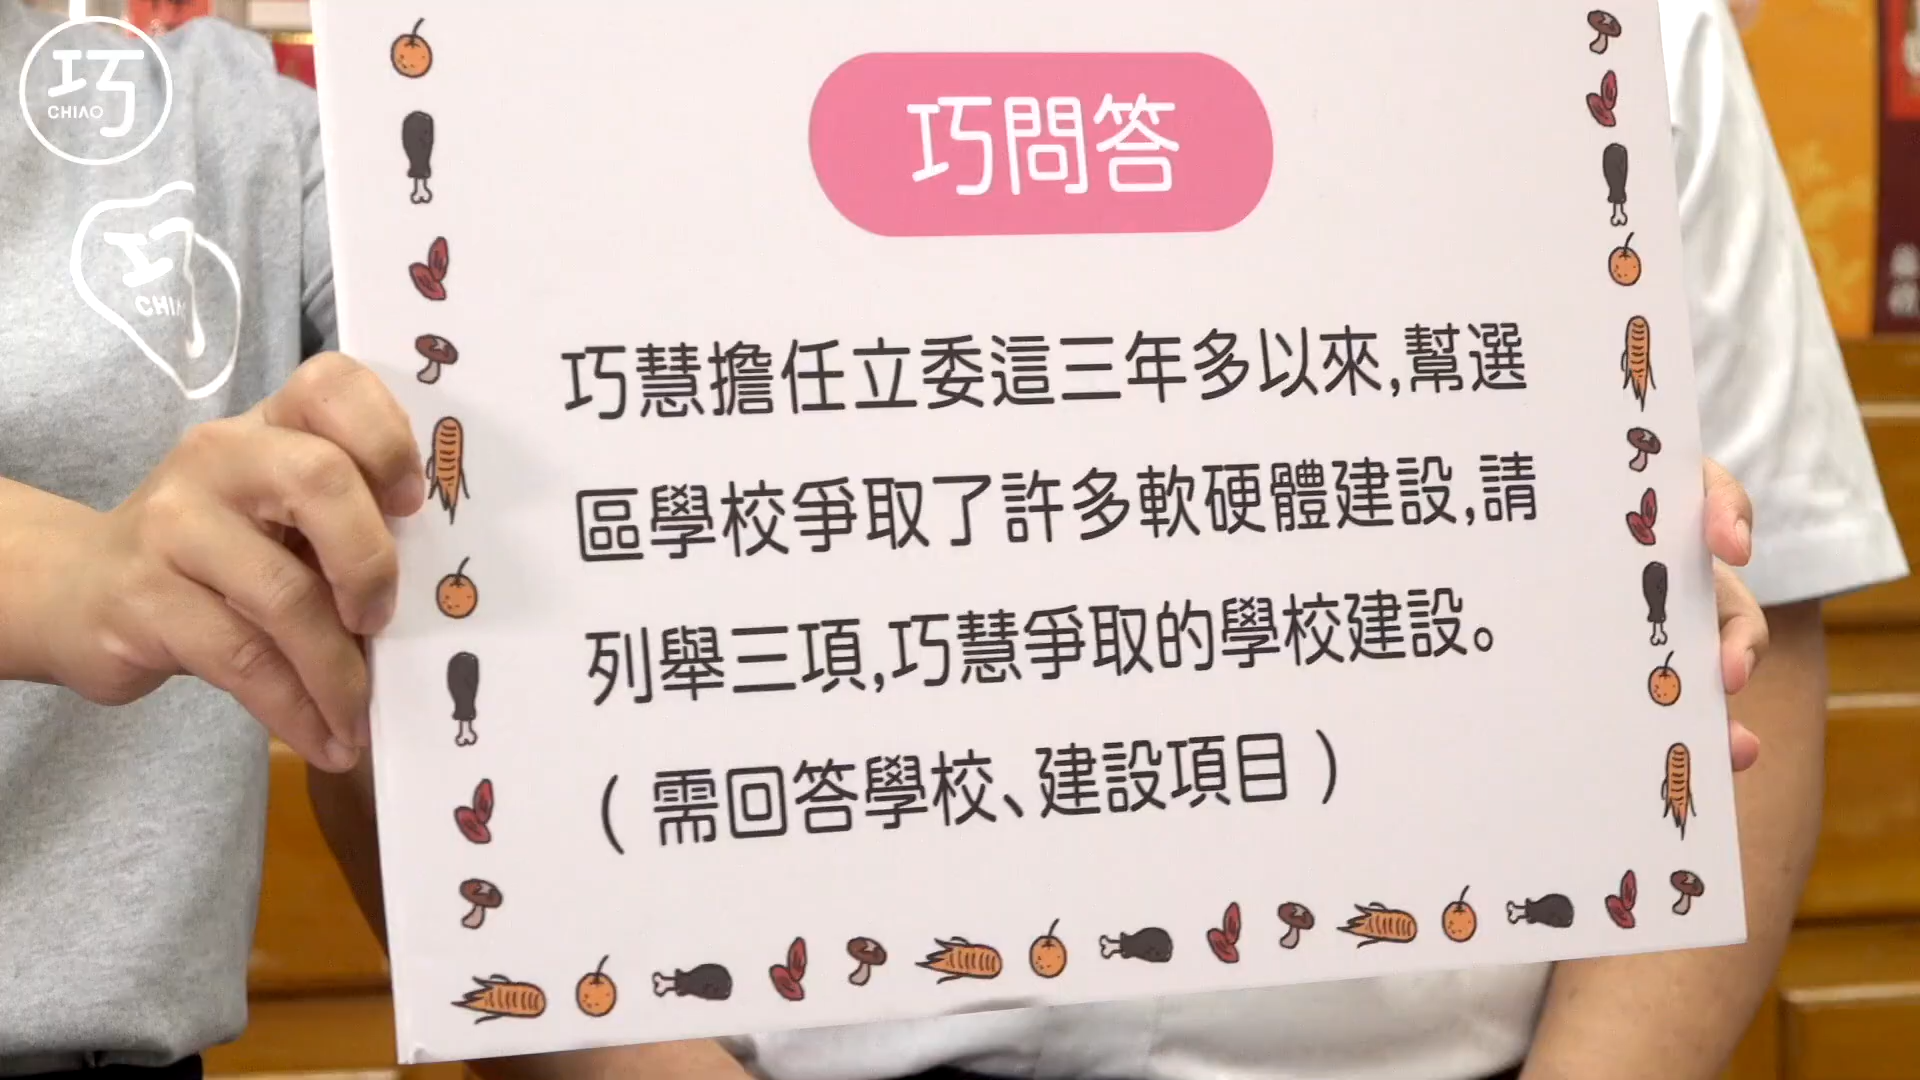 巧
CHIAO
巧
CHI
巧問答
巧慧擔任立委這三年多以來,幫選
區學校爭取了許多軟硬體建設,請
列舉三項,巧慧爭取的學校建設。
(需回答學校、建設項目)